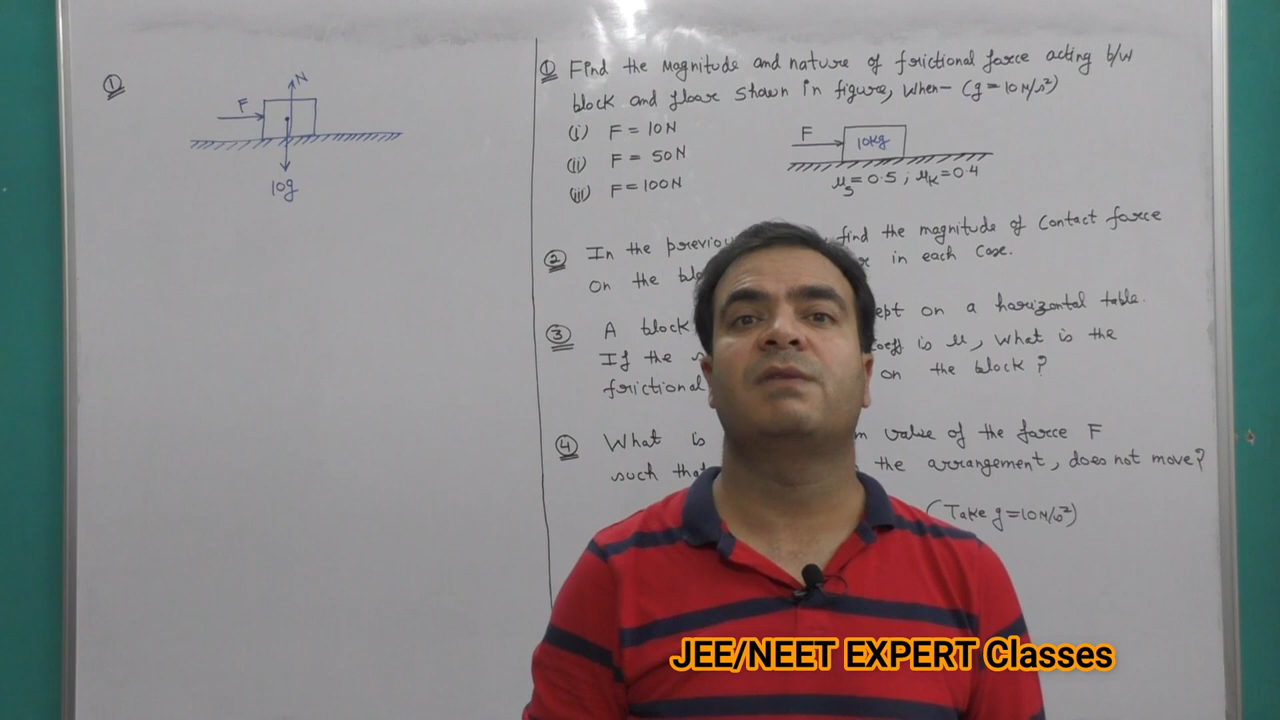 ①
N
F
10g
① Find the Magnitude and nature of frictional force acting b/w
block and floor shown in figure, when- (g = 10 N/s²)
(i) F = 10N
(ii) F = 50N
(iii) F = 100N
F
10kg
μs = 0.5 ; μK = 0.4
② In the find the magnitude of Contact force
On the in each Case.
③ A block on a horizontal table.
If the is μ, What is the
frictional on the block ?
④ What is value of the force F
such that the arrangement, does not move?
(Take g = 10 N/s²)
JEE/NEET EXPERT Classes